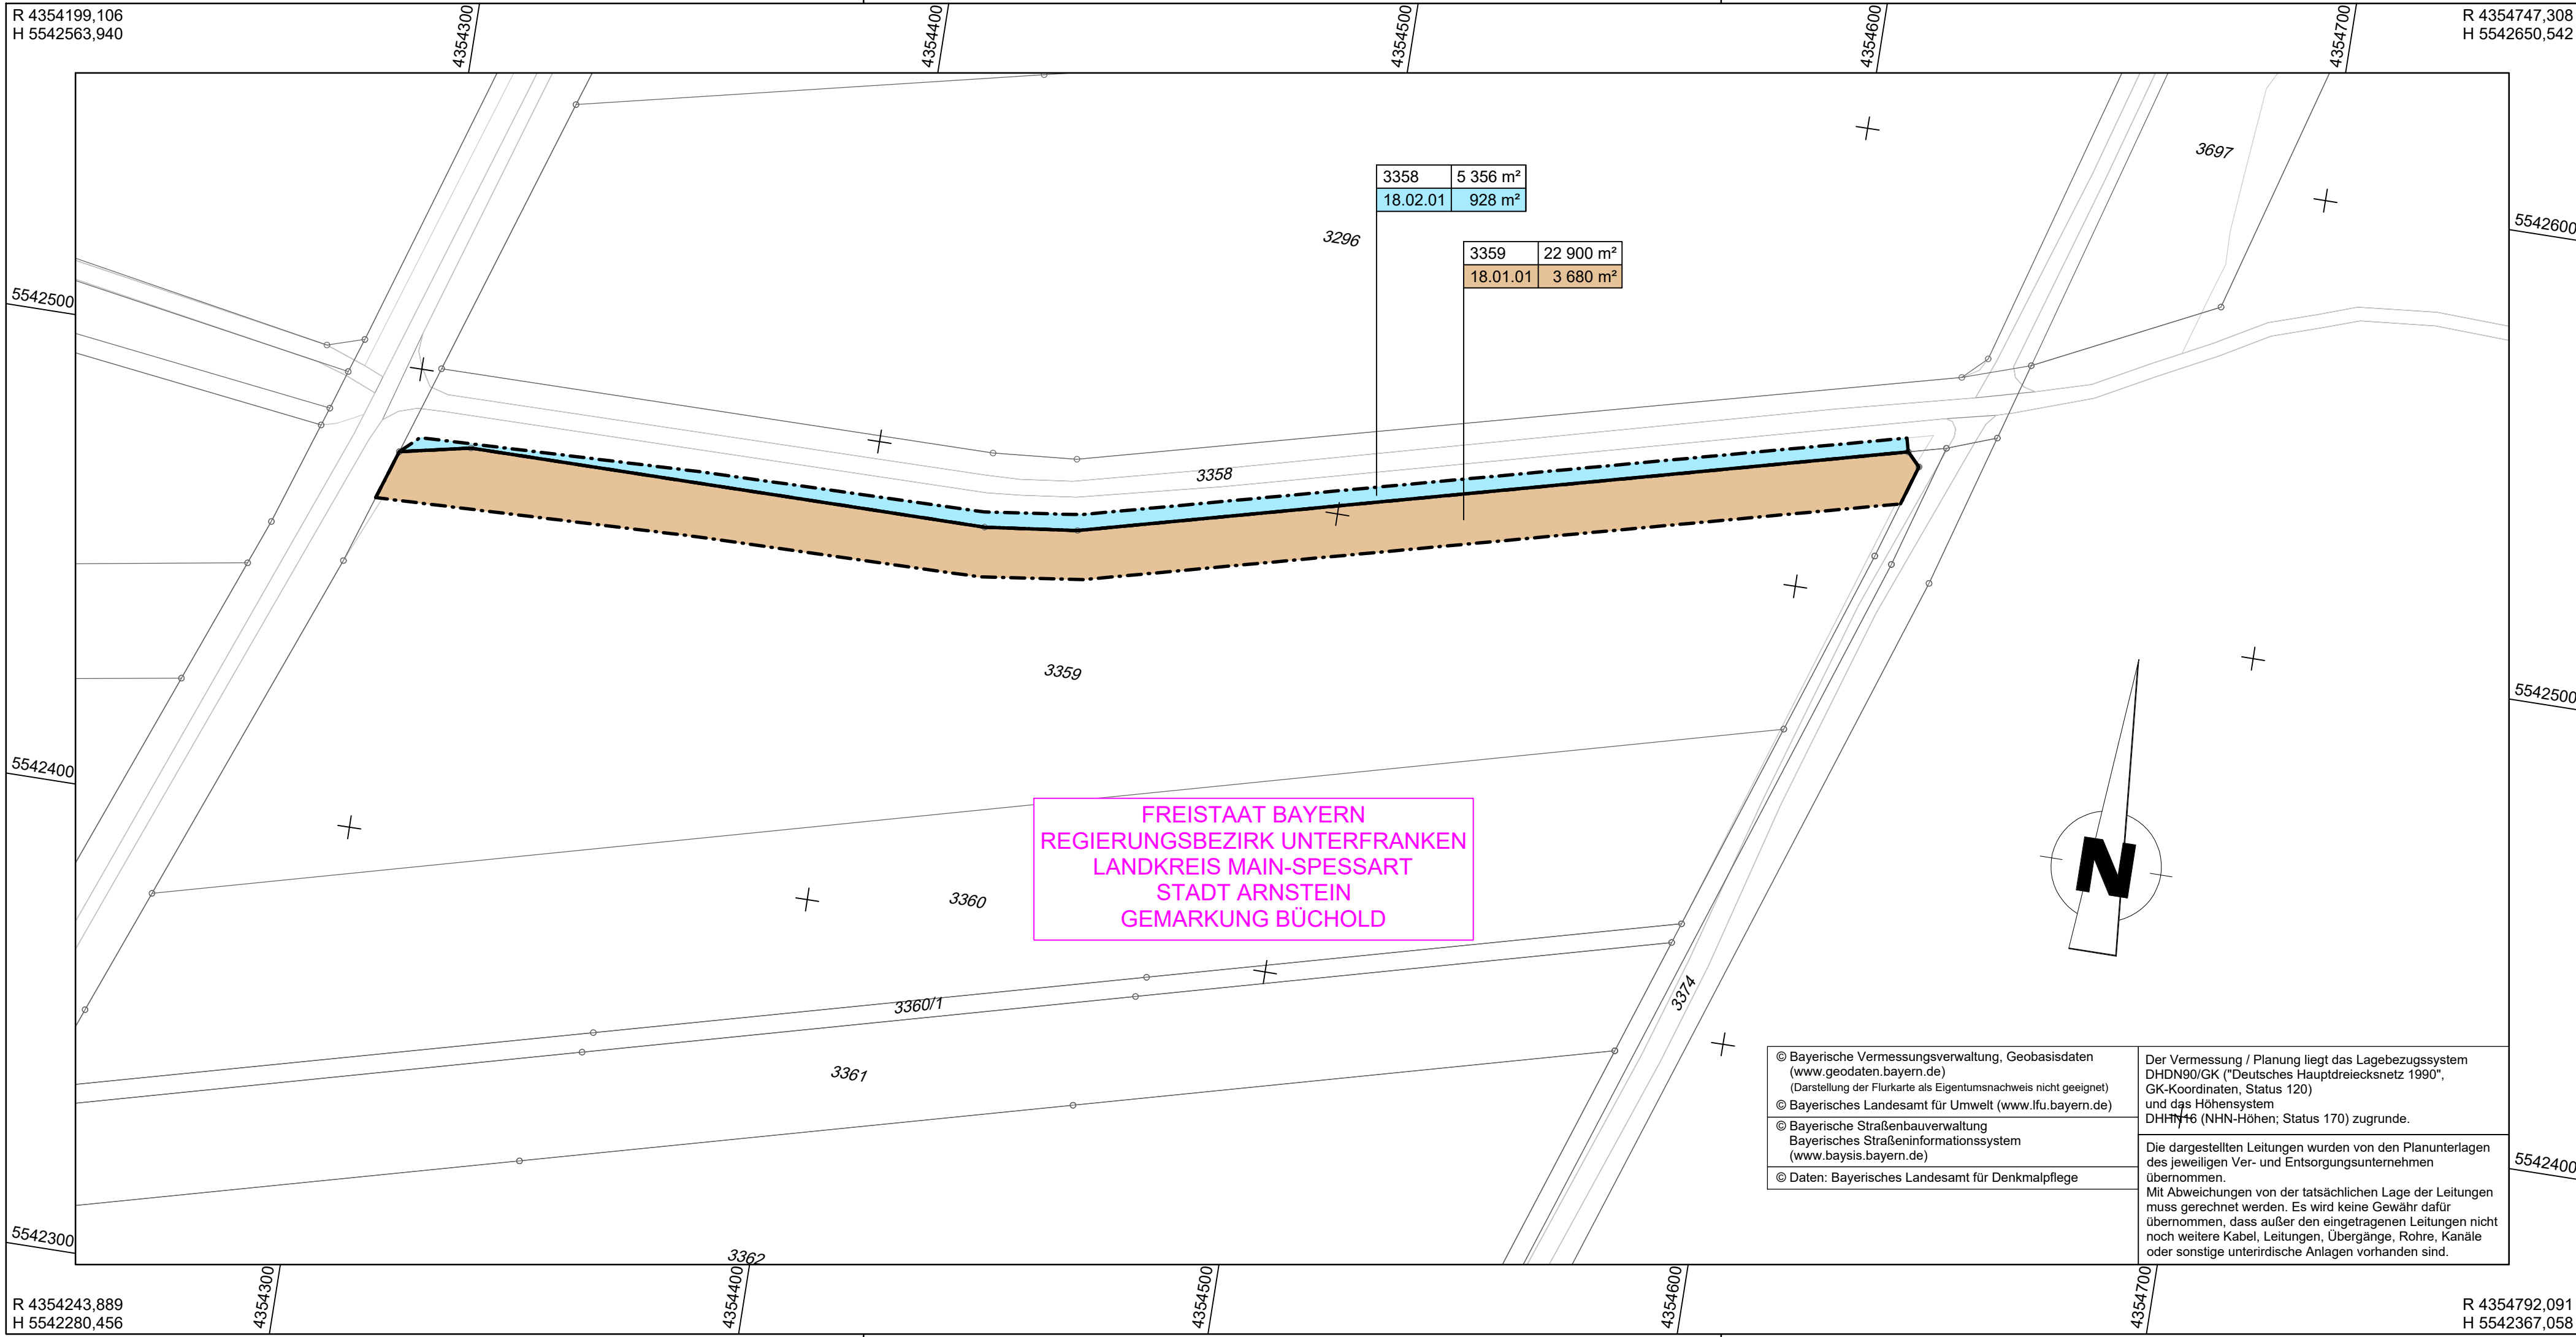 R 4354199,106
H 5542563,940
4354300
4354400
4354500
4354600
4354700
R 4354747,308
H 5542650,542
3697
3358 5 356 m²
18.02.01 928 m²
3296
3359 22 900 m²
18.01.01 3 680 m²
5542600
5542500
3358
3359
5542500
5542400
FREISTAAT BAYERN
REGIERUNGSBEZIRK UNTERFRANKEN
LANDKREIS MAIN-SPESSART
STADT ARNSTEIN
GEMARKUNG BÜCHOLD
N
3360
3374
3360/1
3361
© Bayerische Vermessungsverwaltung, Geobasisdaten
(www.geodaten.bayern.de)
(Darstellung der Flurkarte als Eigentumsnachweis nicht geeignet)
© Bayerisches Landesamt für Umwelt (www.lfu.bayern.de)
© Bayerische Straßenbauverwaltung
Bayerisches Straßeninformationssystem
(www.baysis.bayern.de)
© Daten: Bayerisches Landesamt für Denkmalpflege
Der Vermessung / Planung liegt das Lagebezugssystem
DHDN90/GK ("Deutsches Hauptdreiecksnetz 1990",
GK-Koordinaten, Status 120)
und das Höhensystem
DHHN16 (NHN-Höhen; Status 170) zugrunde.
Die dargestellten Leitungen wurden von den Planunterlagen
des jeweiligen Ver- und Entsorgungsunternehmen
übernommen.
Mit Abweichungen von der tatsächlichen Lage der Leitungen
muss gerechnet werden. Es wird keine Gewähr dafür
übernommen, dass außer den eingetragenen Leitungen nicht
noch weitere Kabel, Leitungen, Übergänge, Rohre, Kanäle
oder sonstige unterirdische Anlagen vorhanden sind.
5542400
5542300
3362
R 4354243,889
H 5542280,456
4354300
4354400
4354500
4354600
4354700
R 4354792,091
H 5542367,058